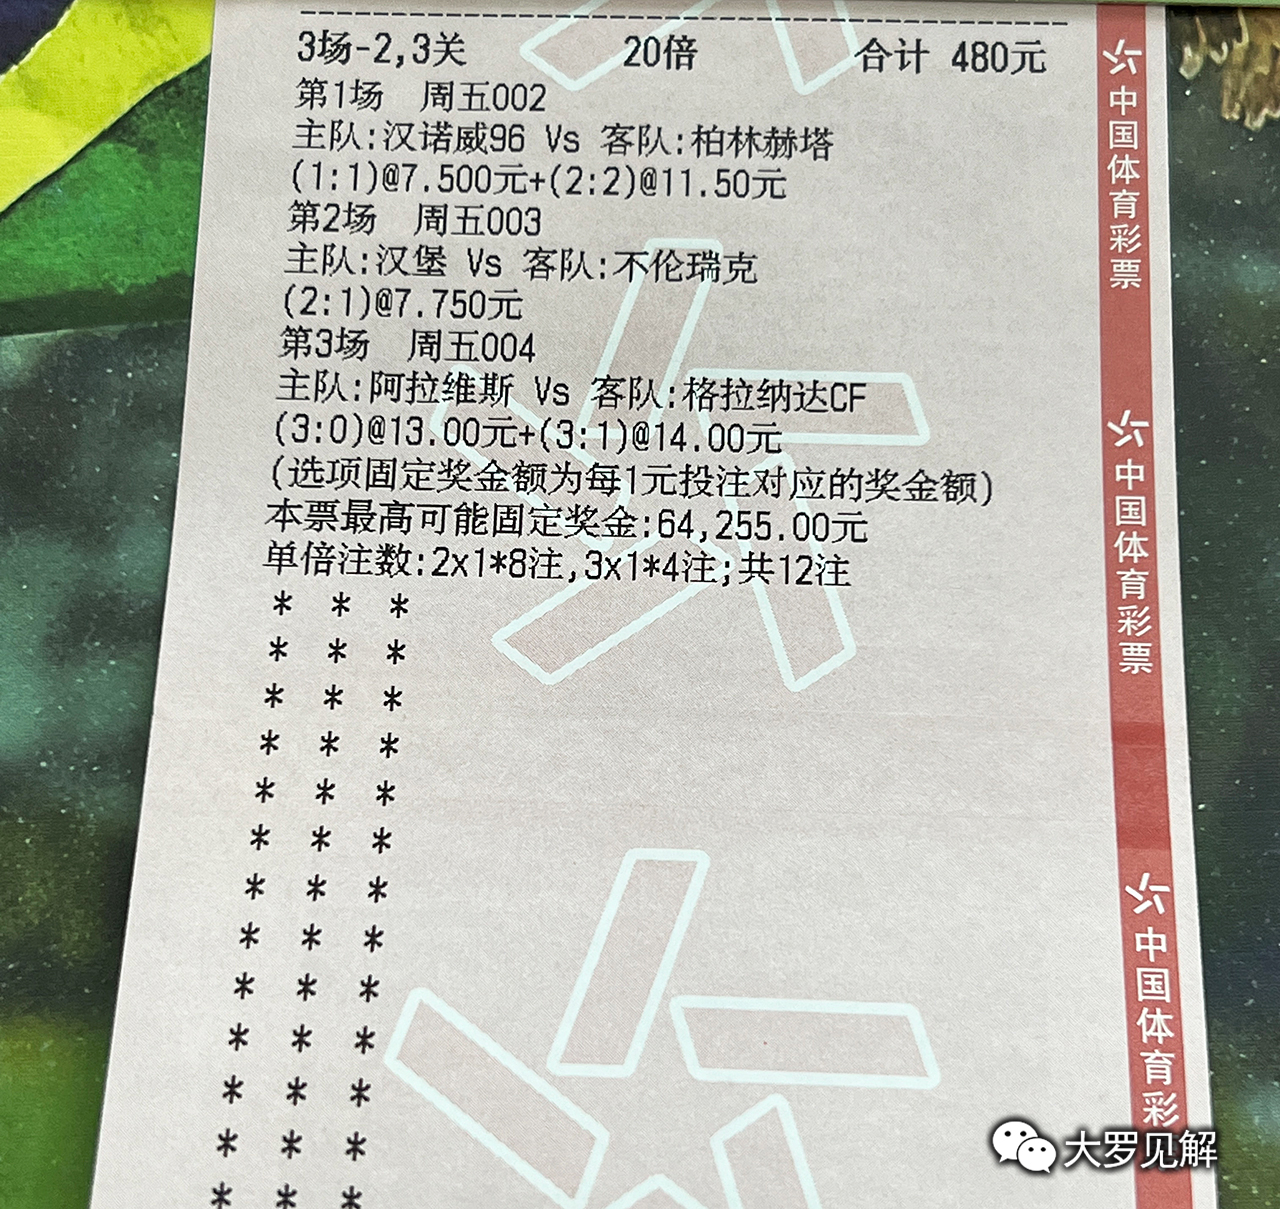 3场-2,3关 20倍 合计 480元
第1场 周五002
主队:汉诺威96 Vs 客队:柏林赫塔
(1:1)@7.500元+(2:2)@11.50元
第2场 周五003
主队:汉堡 Vs 客队:不伦瑞克
(2:1)@7.750元
第3场 周五004
主队:阿拉维斯 Vs 客队:格拉纳达CF
(3:0)@13.00元+(3:1)@14.00元
(选项固定奖金额为每1元投注对应的奖金额)
本票最高可能固定奖金:64,255.00元
单倍注数:2x1*8注,3x1*4注;共12注
* * *
* * *
* * *
* * *
* * *
* * *
* * *
* * *
* * *
* * *
* * *
* * *
* * *
中国体育彩票
中国体育彩票
中国体育彩
大罗见解